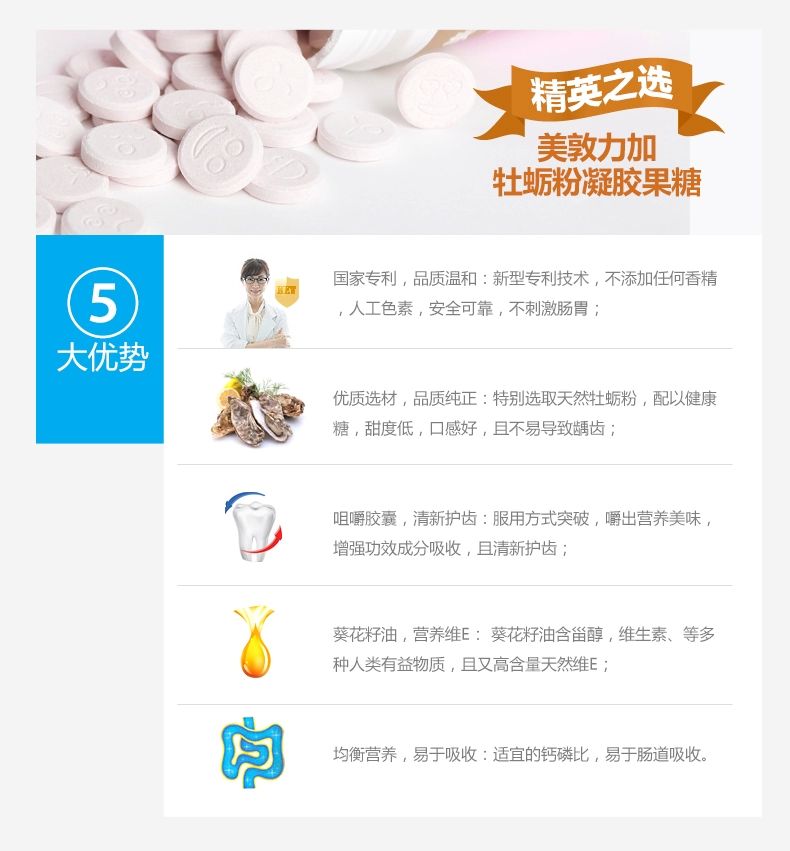 精英之选
美敦力加
牡蛎粉凝胶果糖
5
大优势
国家专利，品质温和：新型专利技术，不添加任何香精
，人工色素，安全可靠，不刺激肠胃；
优质选材，品质纯正：特别选取天然牡蛎粉，配以健康
糖，甜度低，口感好，且不易导致龋齿；
咀嚼胶囊，清新护齿：服用方式突破，嚼出营养美味，
增强功效成分吸收，且清新护齿；
葵花籽油，营养维E： 葵花籽油含甾醇，维生素、等多
种人类有益物质，且又高含量天然维E；
均衡营养，易于吸收：适宜的钙磷比，易于肠道吸收。